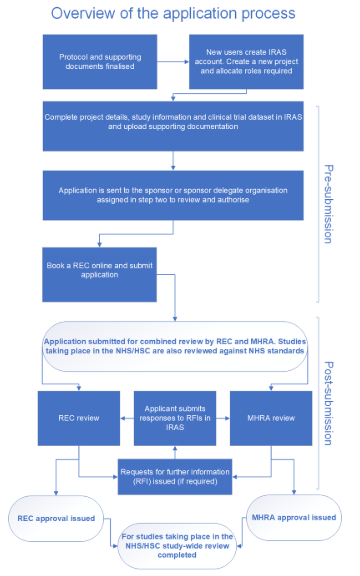 Overview of the application process
Protocol and supporting
documents finalised
New users create IRAS
account. Create a new project
and allocate roles required
Complete project details, study information and clinical trial dataset in IRAS
and upload supporting documentation
Application is sent to the sponsor or sponsor delegate organisation
assigned in step two to review and authorise
Book a REC online and submit
application
Pre-submission
Application submitted for combined review by REC and MHRA. Studies
taking place in the NHS/HSC are also reviewed against NHS standards
REC review
Applicant submits
responses to RFIs in
IRAS
MHRA review
Requests for further information
(RFI) issued (if required)
REC approval issued
MHRA approval issued
For studies taking place in the
NHS/HSC study-wide review
completed
Post-submission